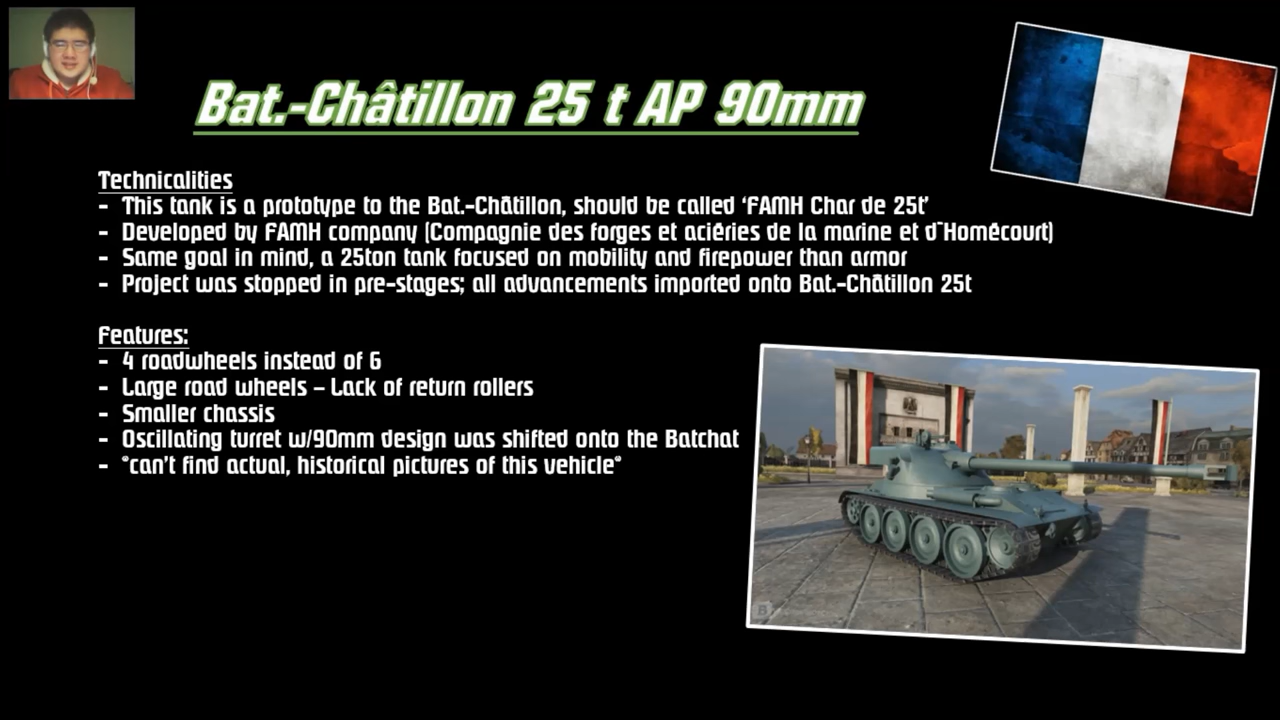 Bat.-Châtillon 25 t AP 90mm
Technicalities
- This tank is a prototype to the Bat.-Châtillon, should be called ‘FAMH Char de 25t’
- Developed by FAMH company (Compagnie des forges et aciéries de la marine et d`Homécourt)
- Same goal in mind, a 25ton tank focused on mobility and firepower than armor
- Project was stopped in pre-stages; all advancements imported onto Bat.-Châtillon 25t
Features:
- 4 roadwheels instead of 6
- Large road wheels – Lack of return rollers
- Smaller chassis
- Oscillating turret w/90mm design was shifted onto the Batchat
- *can't find actual, historical pictures of this vehicle*